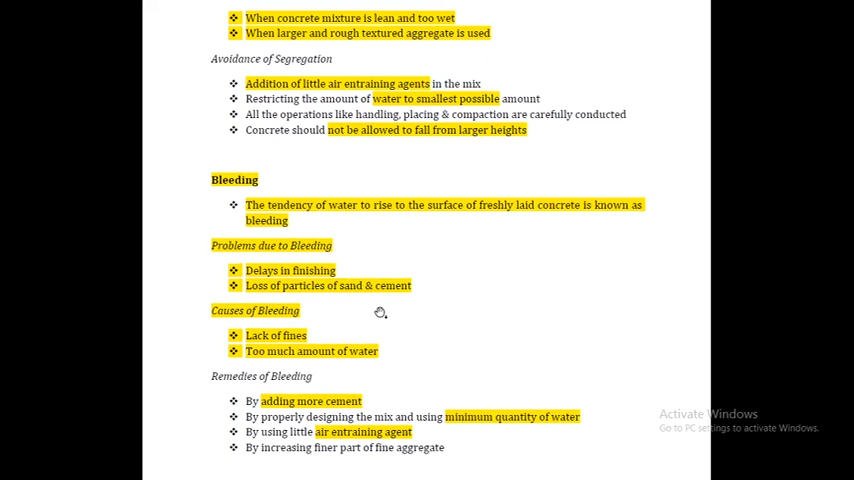 ❖ When concrete mixture is lean and too wet
❖ When larger and rough textured aggregate is used
Avoidance of Segregation
❖ Addition of little air entraining agents in the mix
❖ Restricting the amount of water to smallest possible amount
❖ All the operations like handling, placing & compaction are carefully conducted
❖ Concrete should not be allowed to fall from larger heights
Bleeding
❖ The tendency of water to rise to the surface of freshly laid concrete is known as
bleeding
Problems due to Bleeding
❖ Delays in finishing
❖ Loss of particles of sand & cement
Causes of Bleeding
❖ Lack of fines
❖ Too much amount of water
Remedies of Bleeding
❖ By adding more cement
❖ By properly designing the mix and using minimum quantity of water
❖ By using little air entraining agent
❖ By increasing finer part of fine aggregate
Activate Windows
Go to PC settings to activate Windows.